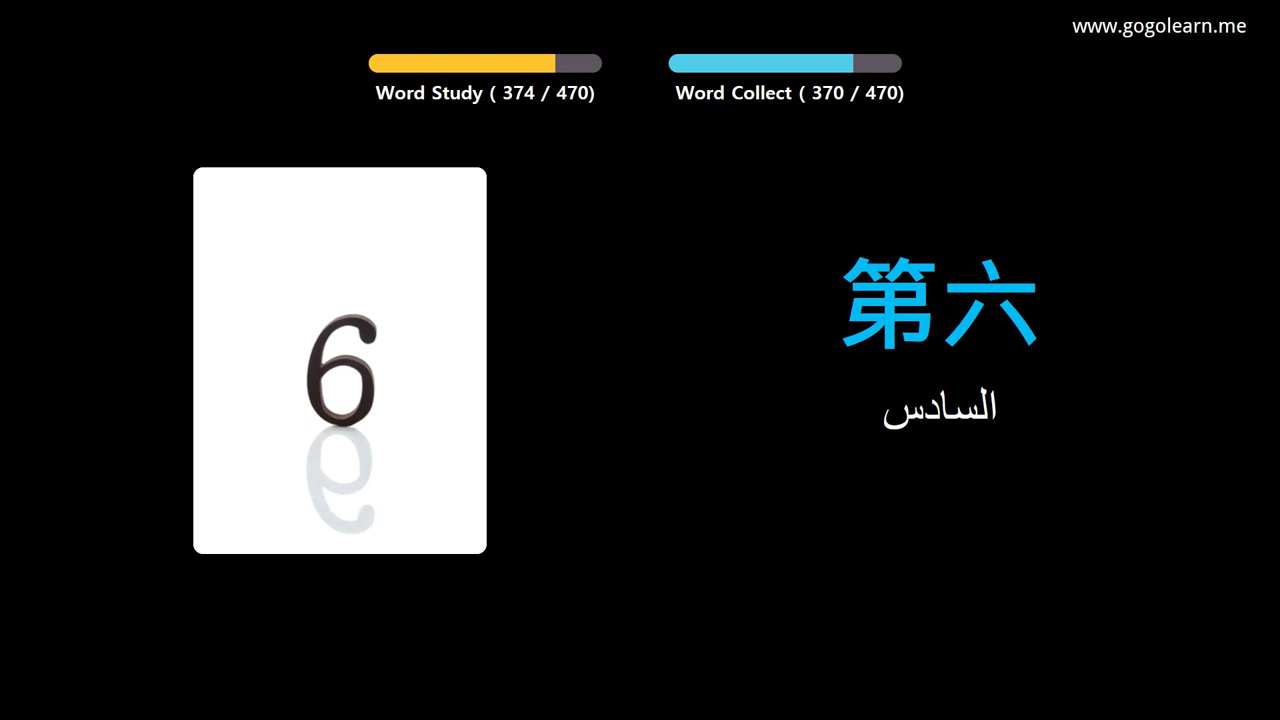 www.gogolearn.me
Word Study ( 374 / 470)
Word Collect ( 370 / 470)
6
第六
السادس